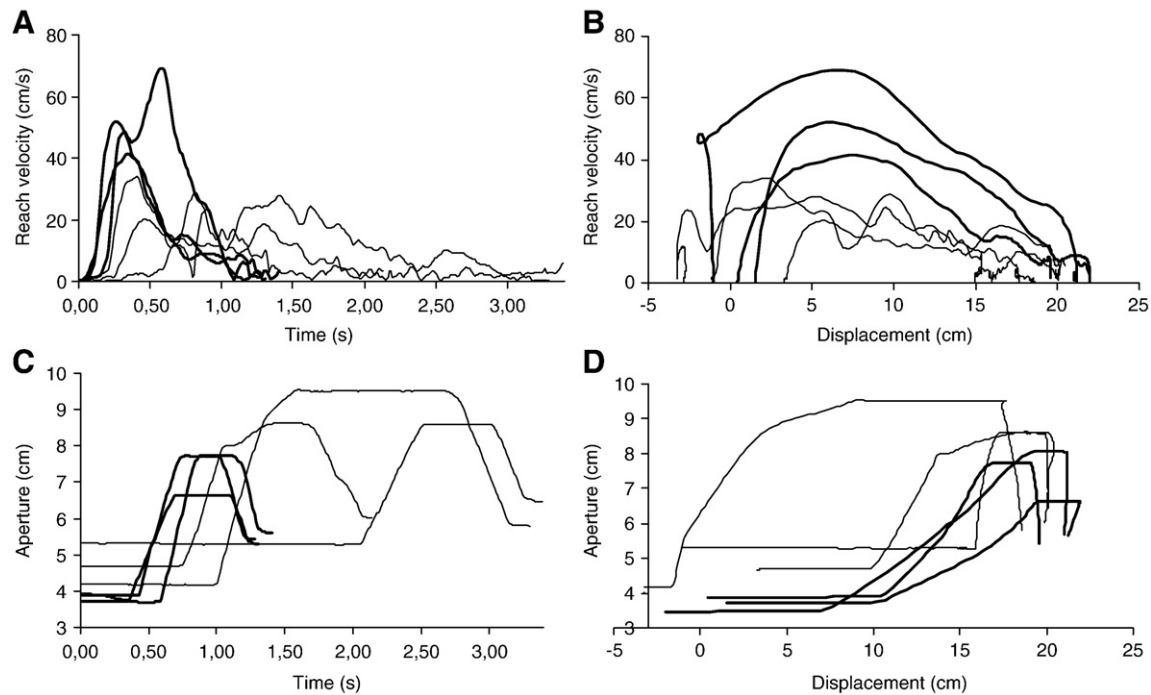 A
80
60
40
20
0
Reach velocity (cm/s)
0,00 0,50 1,00 1,50 2,00 2,50 3,00
Time (s)
B
80
60
40
20
0
Reach velocity (cm/s)
-5 0 5 10 15 20 25
Displacement (cm)
C
10
9
8
7
6
5
4
3
Aperture (cm)
0,00 0,50 1,00 1,50 2,00 2,50 3,00
Time (s)
D
10
9
8
7
6
5
4
3
Aperture (cm)
-5 0 5 10 15 20 25
Displacement (cm)